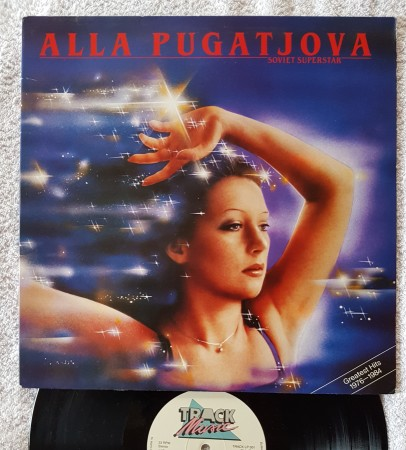 ALLA PUGATJOVA
SOVIET SUPERSTAR
Greatest Hits
1976–1984
TRACK
Music